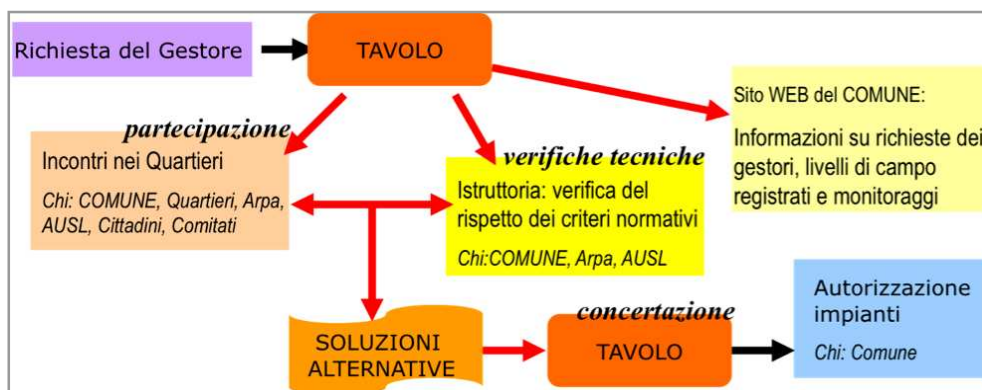 Richiesta del Gestore
TAVOLO
Sito WEB del COMUNE:
Informazioni su richieste dei
gestori, livelli di campo
registrati e monitoraggi
partecipazione
Incontri nei Quartieri
Chi: COMUNE, Quartieri, Arpa,
AUSL, Cittadini, Comitati
verifiche tecniche
Istruttoria: verifica del
rispetto dei criteri normativi
Chi:COMUNE, Arpa, AUSL
SOLUZIONI
ALTERNATIVE
concertazione
TAVOLO
Autorizzazione
impianti
Chi: Comune